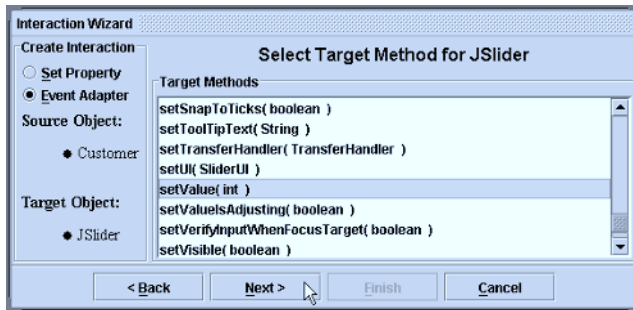 Interaction Wizard
Create Interaction
Set Property
Event Adapter
Source Object:
Customer
Target Object:
JSlider
Select Target Method for JSlider
Target Methods
setSnapToTicks( boolean )
setToolTipText( String )
setTransferHandler( TransferHandler )
setUI( SliderUI )
setValue( int )
setValueIsAdjusting( boolean )
setVerifyInputWhenFocusTarget( boolean )
setVisible( boolean )
< Back Next > Finish Cancel